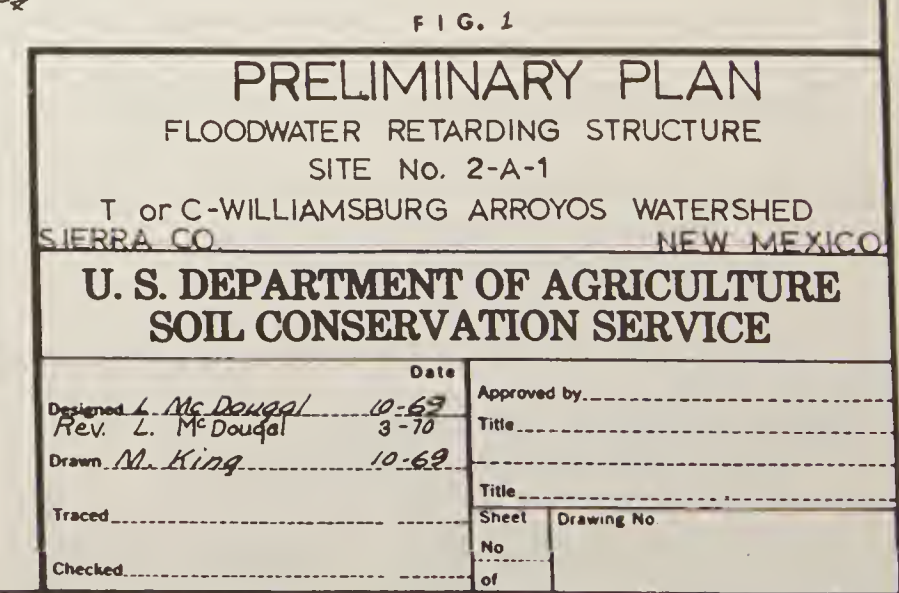 FIG. 1
PRELIMINARY PLAN
FLOODWATER RETARDING STRUCTURE
SITE No. 2-A-1
T or C-WILLIAMSBURG ARROYOS WATERSHED
SIERRA CO. NEW MEXICO
U. S. DEPARTMENT OF AGRICULTURE
SOIL CONSERVATION SERVICE
Date
Designed L. McDougal 10-69
Rev. L. McDougal 3-70
Drawn M. King 10-69
Traced
Checked
Approved by
Title
Title
Sheet
No
of
Drawing No.